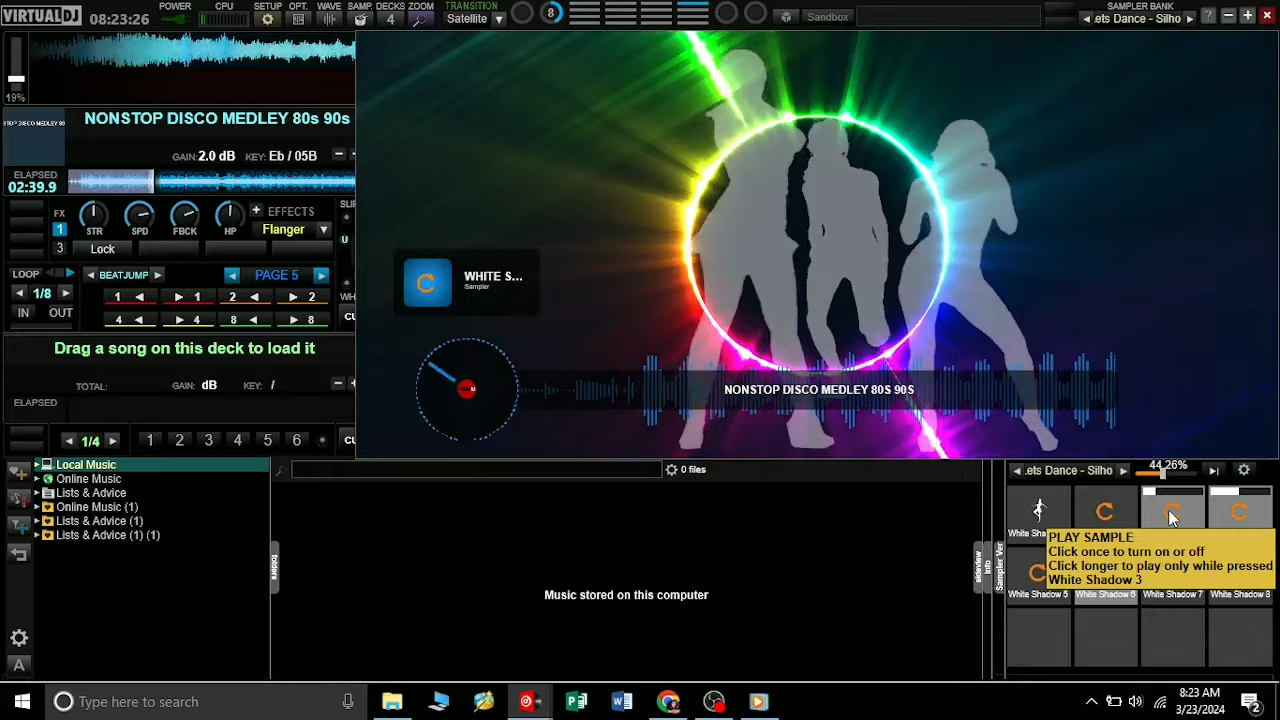 VIRTUALDJ 08:23:26 POWER CPU SETUP OPT. WAVE SAMP. DECKS ZOOM TRANSITION SAMPLER BANK
4 Satellite 8 Sandbox ..ets Dance - Silho ?
19%
NONSTOP DISCO MEDLEY 80s 90s
GAIN: 2.0 dB KEY: Eb / 05B
ELAPSED
02:39.9
FX EFFECTS
1 Flanger
STR SPD FBCK HP
3 Lock
U
LOOP BEATJUMP PAGE 5
1/8 1 1 2 2
IN OUT 4 4 8 8
Drag a song on this deck to load it
TOTAL: GAIN: dB KEY: /
ELAPSED
1/4 1 2 3 4 5 6
WHITE S...
Sampler
NONSTOP DISCO MEDLEY 80S 90S
Local Music
Online Music
Lists & Advice
Online Music (1)
Lists & Advice (1)
Lists & Advice (1) (1)
0 files
folders
Music stored on this computer
sideview
info
..ets Dance - Silho 44.26%
White Sha
PLAY SAMPLE
Click once to turn on or off
Click longer to play only while pressed
White Shadow 3
White Shadow 5 White Shadow 6 White Shadow 7 White Shadow 8
A
Type here to search
8:23 AM
3/23/2024
2